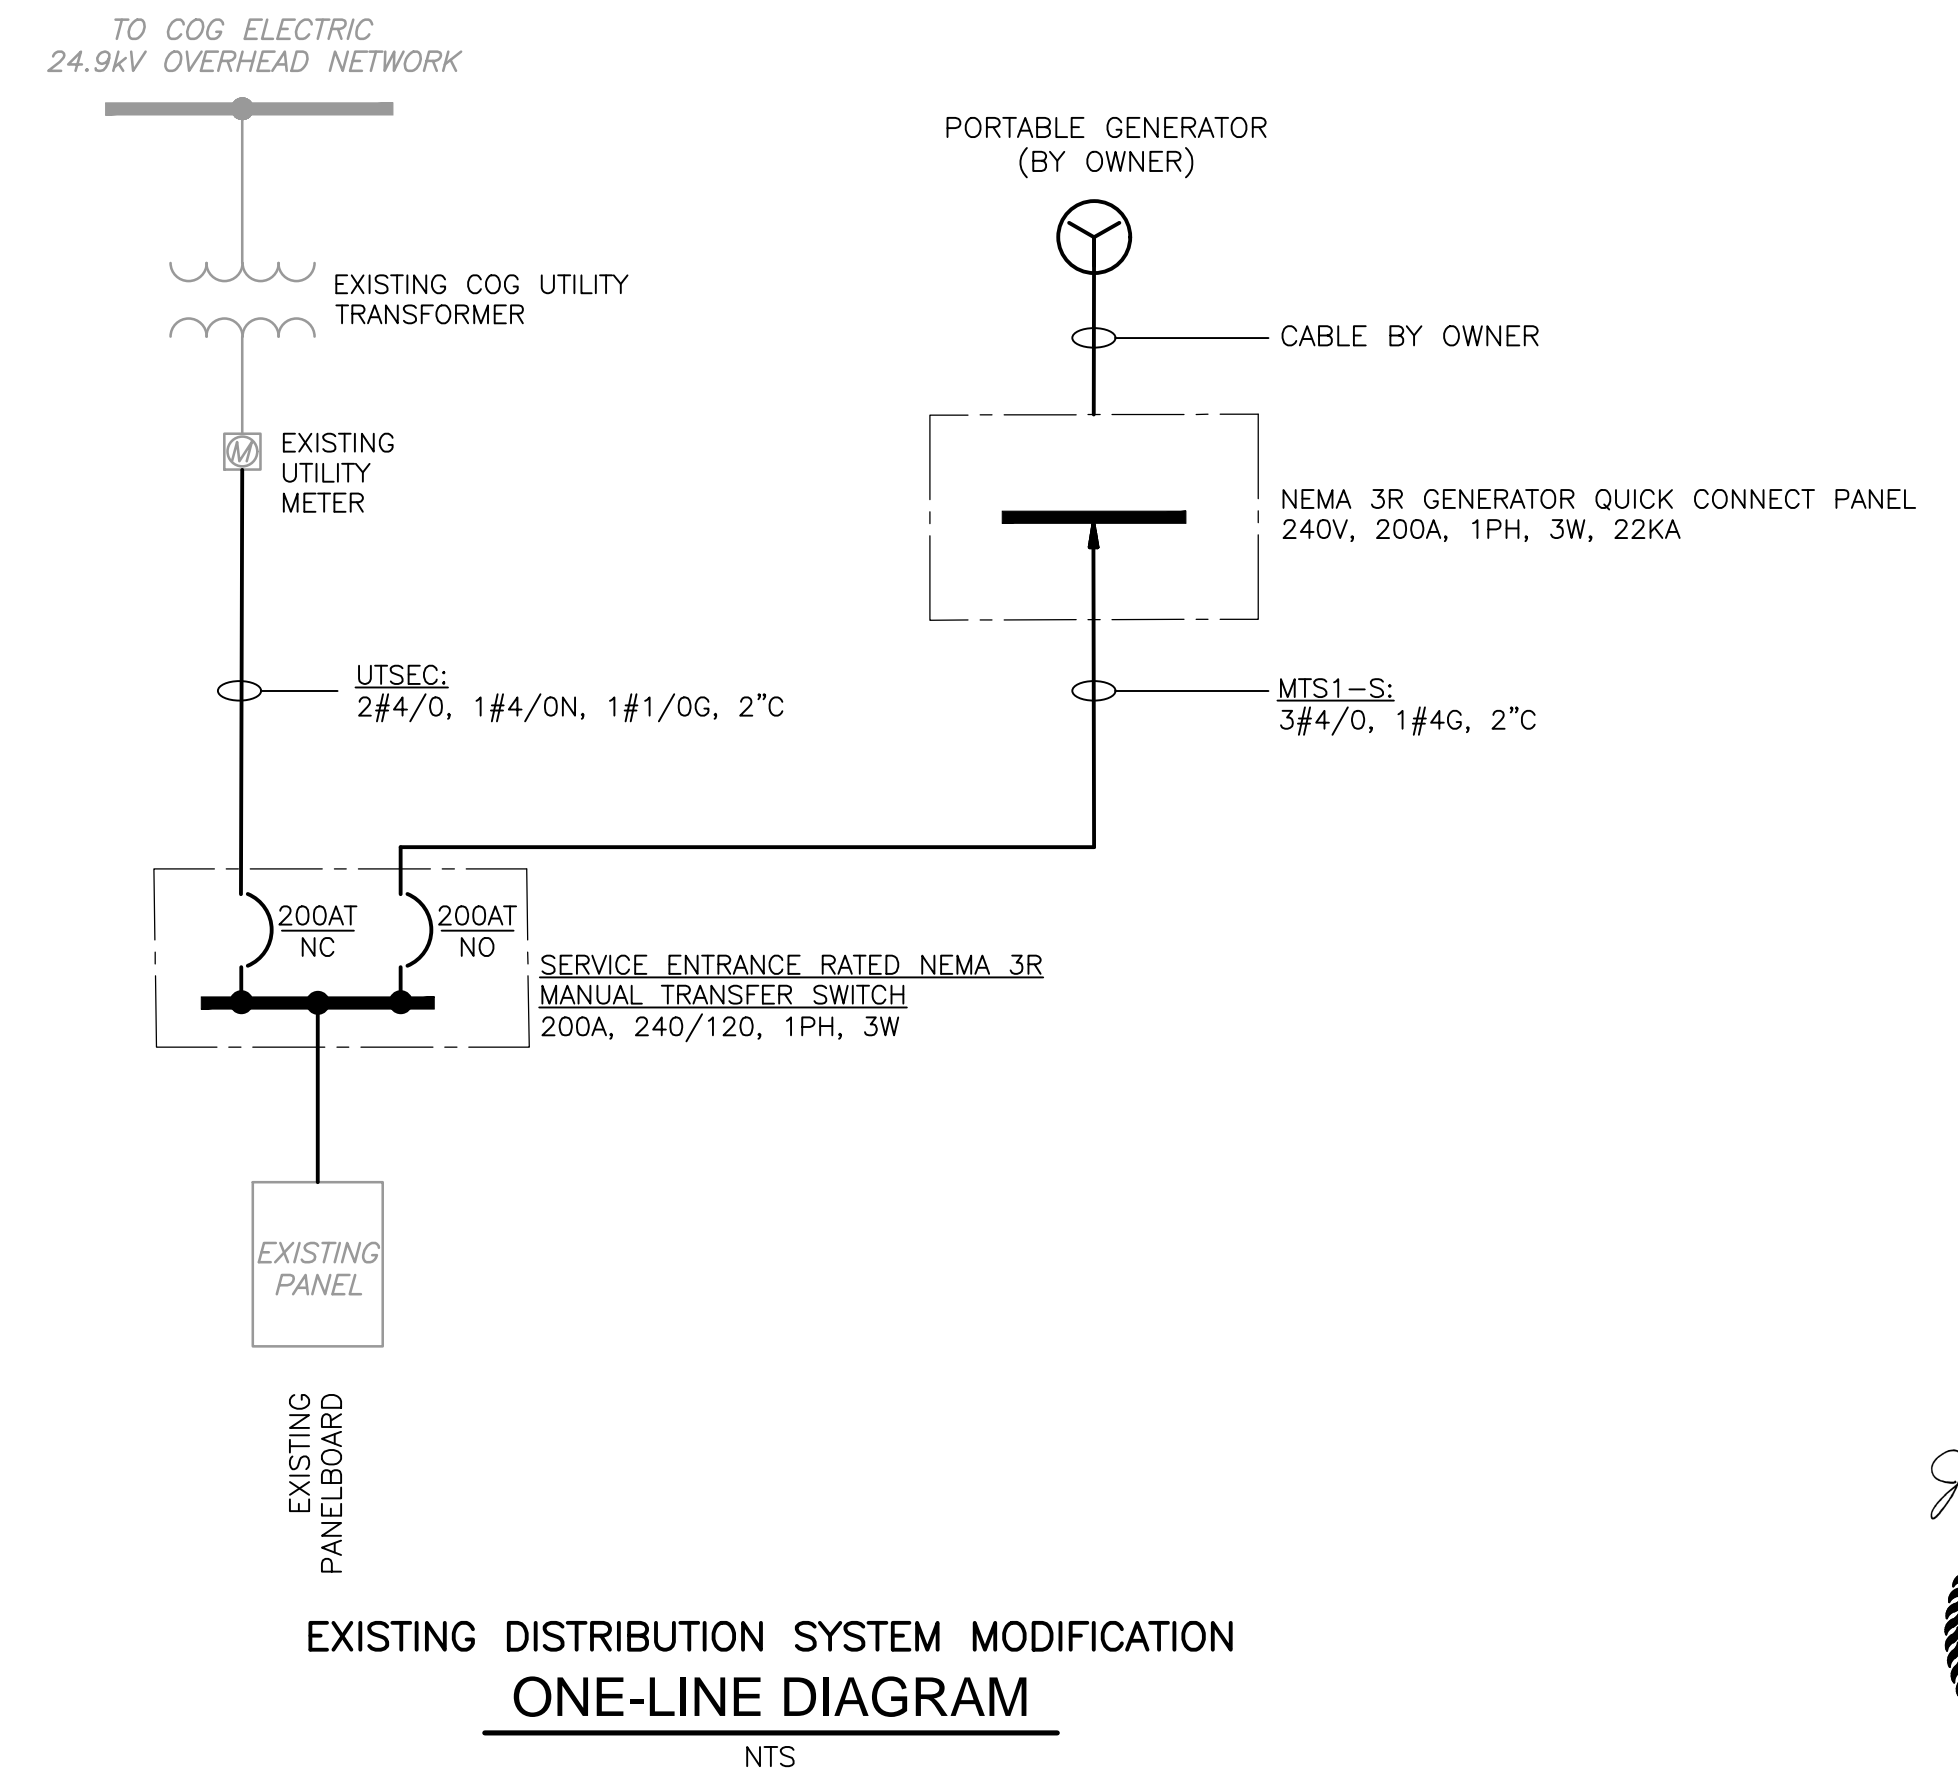 TO COG ELECTRIC
24.9kV OVERHEAD NETWORK
PORTABLE GENERATOR
(BY OWNER)
EXISTING COG UTILITY
TRANSFORMER
CABLE BY OWNER
M
EXISTING
UTILITY
METER
NEMA 3R GENERATOR QUICK CONNECT PANEL
240V, 200A, 1PH, 3W, 22KA
UTSEC:
2#4/0, 1#4/0N, 1#1/0G, 2"C
MTS1-S:
3#4/0, 1#4G, 2"C
200AT
NC
200AT
NO
SERVICE ENTRANCE RATED NEMA 3R
MANUAL TRANSFER SWITCH
200A, 240/120, 1PH, 3W
EXISTING
PANEL
EXISTING
PANELBOARD
EXISTING DISTRIBUTION SYSTEM MODIFICATION
ONE-LINE DIAGRAM
NTS